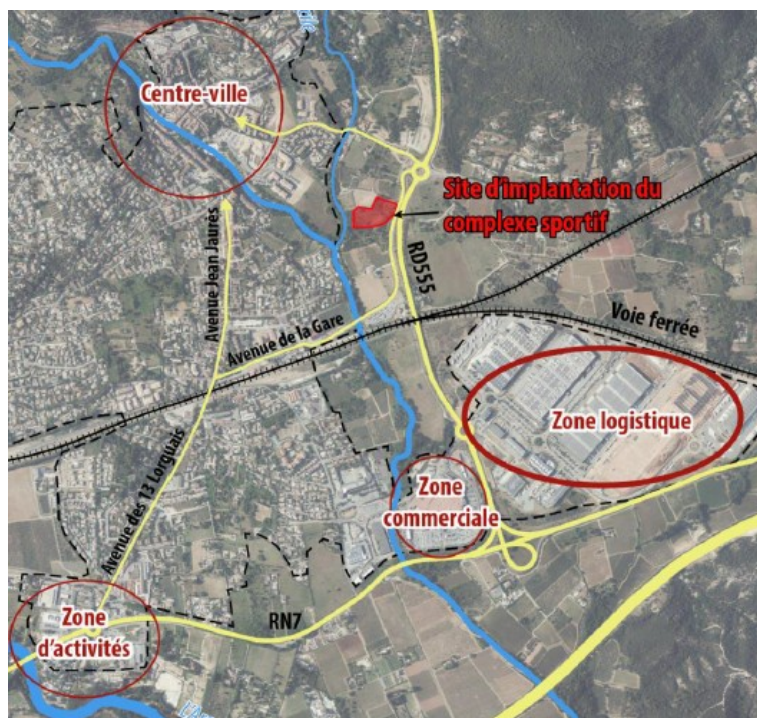 Centre-ville
Site d'implantation du
complexe sportif
Avenue Jean Jaurès
RD555
Avenue de la Gare
Voie ferrée
Zone logistique
Avenue des 13 Lorguais
Zone
commerciale
Zone
d'activités
RN7